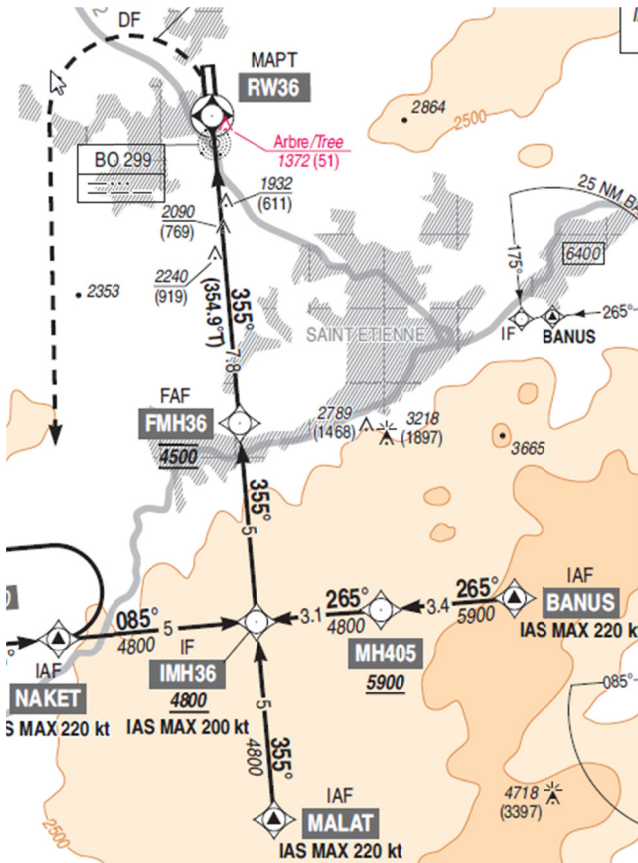 DF
MAPT
RW36
2864
2500
Arbre/Tree
1372 (51)
BO 299
1932
(611)
2090
(769)
25 NM BA
2240
(919)
6400
175°
2353
355°
(354.9°T)
7.8
SAINT ETIENNE
265°
IF
BANUS
FAF
FMH36
4500
2789
(1468)
3218
(1897)
3665
355°
5
265°
5900
IAF
BANUS
IAS MAX 220 kt
085°
4800
5
3.1
265°
4800
3.4
IF
IMH36
4800
IAS MAX 200 kt
MH405
5900
IAF
NAKET
S MAX 220 kt
085°
5
355°
4800
4718
(3397)
IAF
MALAT
IAS MAX 220 kt
2500